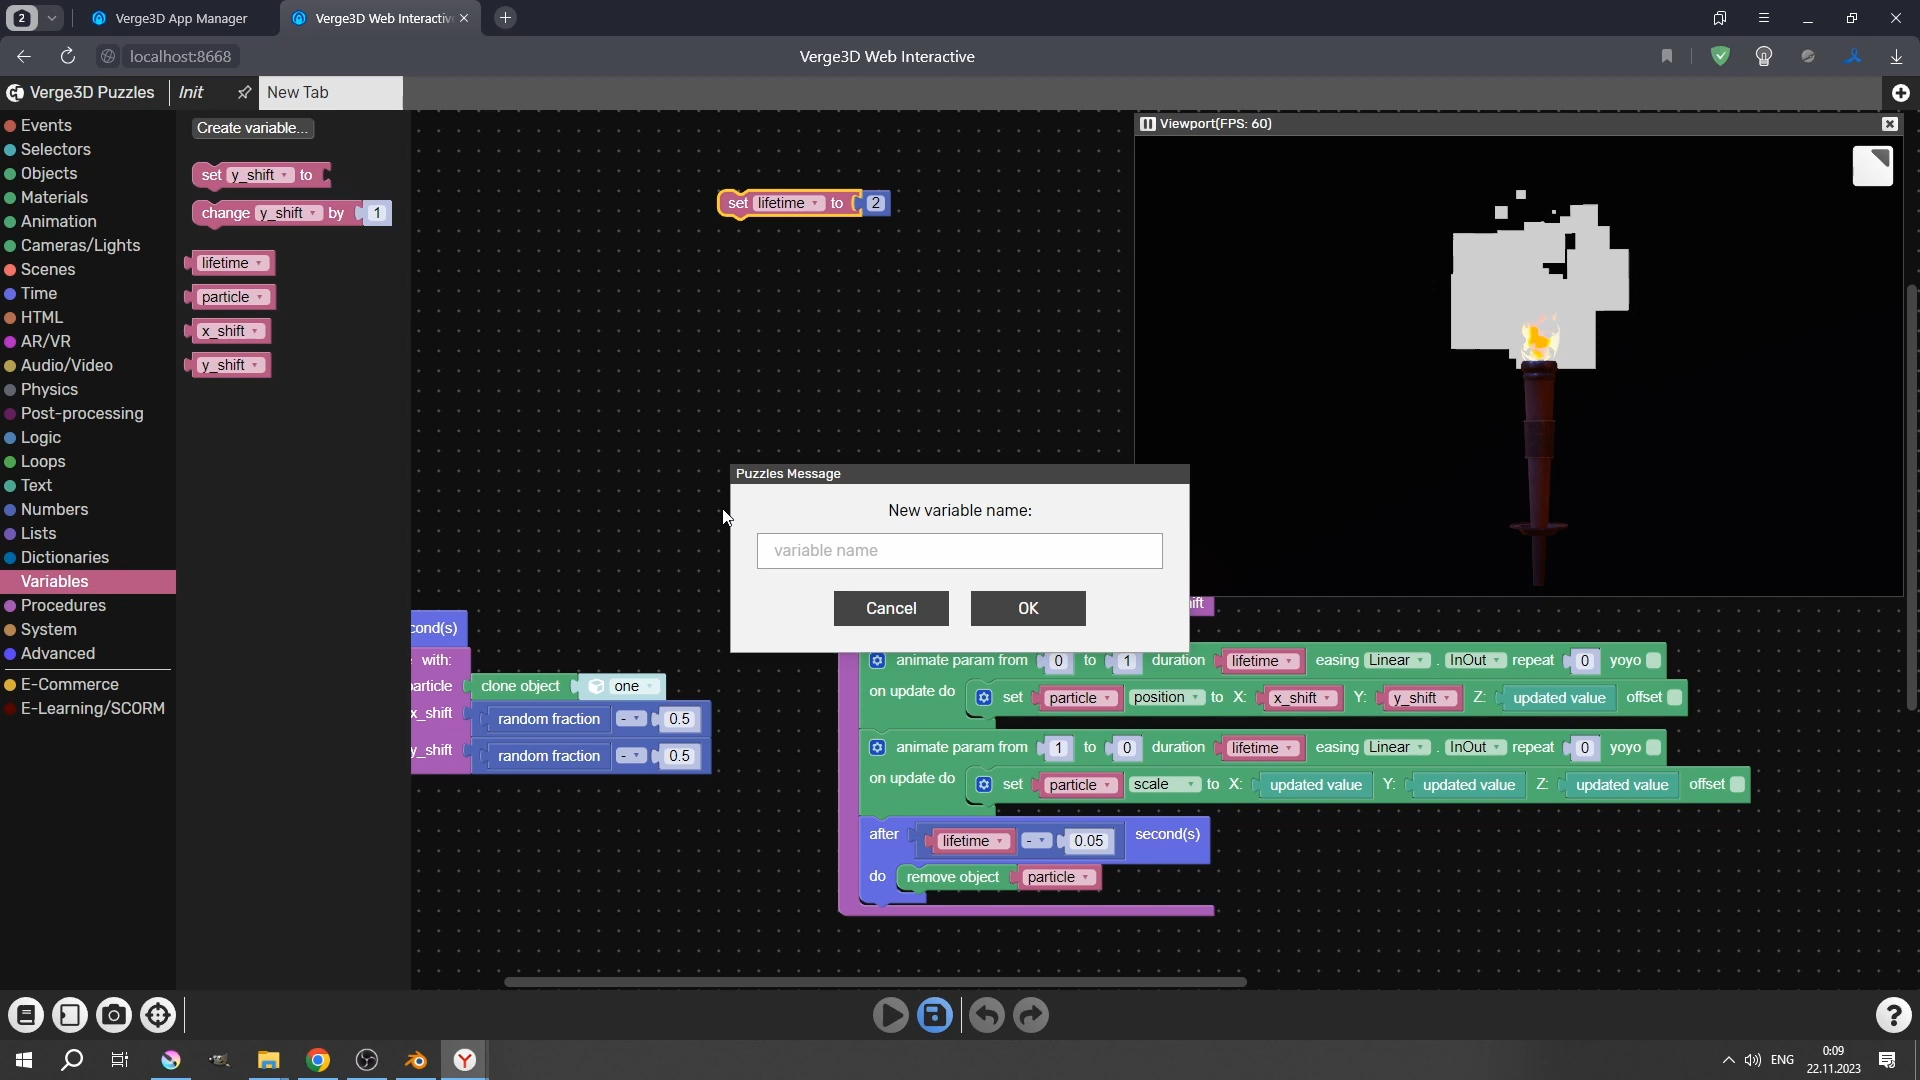 2
Verge3D App Manager
Verge3D Web Interactiv
localhost:8668
Verge3D Web Interactive
Verge3D Puzzles
Init
New Tab
Events
Selectors
Objects
Materials
Animation
Cameras/Lights
Scenes
Time
HTML
AR/VR
Audio/Video
Physics
Post-processing
Logic
Loops
Text
Numbers
Lists
Dictionaries
Variables
Procedures
System
Advanced
E-Commerce
E-Learning/SCORM
Create variable...
set y_shift to
change y_shift by 1
lifetime
particle
x_shift
y_shift
set lifetime to 2
Viewport(FPS: 60)
Puzzles Message
New variable name:
variable name
Cancel
OK
cond(s)
with:
article clone object one
x_shift random fraction - 0.5
y_shift random fraction - 0.5
ift
animate param from 0 to 1 duration lifetime easing Linear . InOut repeat 0 yoyo
on update do set particle position to X: x_shift Y: y_shift Z: updated value offset
animate param from 1 to 0 duration lifetime easing Linear . InOut repeat 0 yoyo
on update do set particle scale to X: updated value Y: updated value Z: updated value offset
after lifetime - 0.05 second(s)
do remove object particle
ENG
0:09
22.11.2023